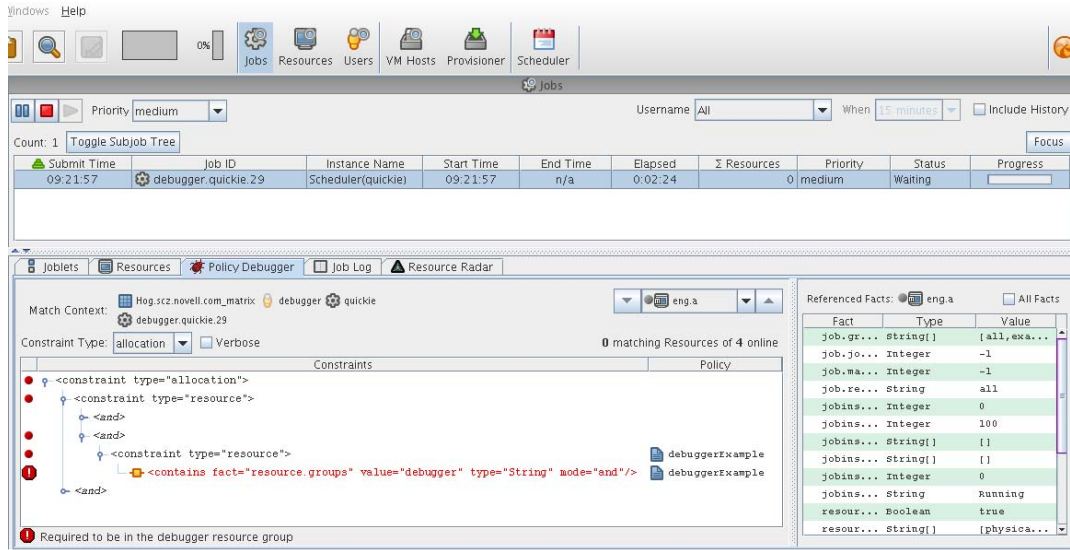 Windows Help
0%
Jobs Resources Users VM Hosts Provisioner Scheduler
Jobs
Priority medium Username All When 15 minutes Include History
Count: 1 Toggle Subjob Tree Focus
Submit Time Job ID Instance Name Start Time End Time Elapsed Σ Resources Priority Status Progress
09:21:57 debugger.quickie.29 Scheduler(quickie) 09:21:57 n/a 0:02:24 0 medium Waiting
Joblets Resources Policy Debugger Job Log Resource Radar
Match Context: Hog.scz.novell.com_matrix debugger quickie eng.a
debugger.quickie.29
Constraint Type: allocation Verbose 0 matching Resources of 4 online
Constraints Policy
<constraint type="allocation">
<constraint type="resource">
<and>
<and>
<constraint type="resource"> debuggerExample
<contains fact="resource.groups" value="debugger" type="String" mode="and"/> debuggerExample
<and>
Required to be in the debugger resource group
Referenced Facts: eng.a All Facts
Fact Type Value
job.gr... String[] [all,exa...
job.jo... Integer -1
job.ma... Integer -1
job.re... String all
jobins... Integer 0
jobins... Integer 100
jobins... String[] []
jobins... String[] []
jobins... Integer 0
jobins... String Running
resour... Boolean true
resour... String[] [physica...